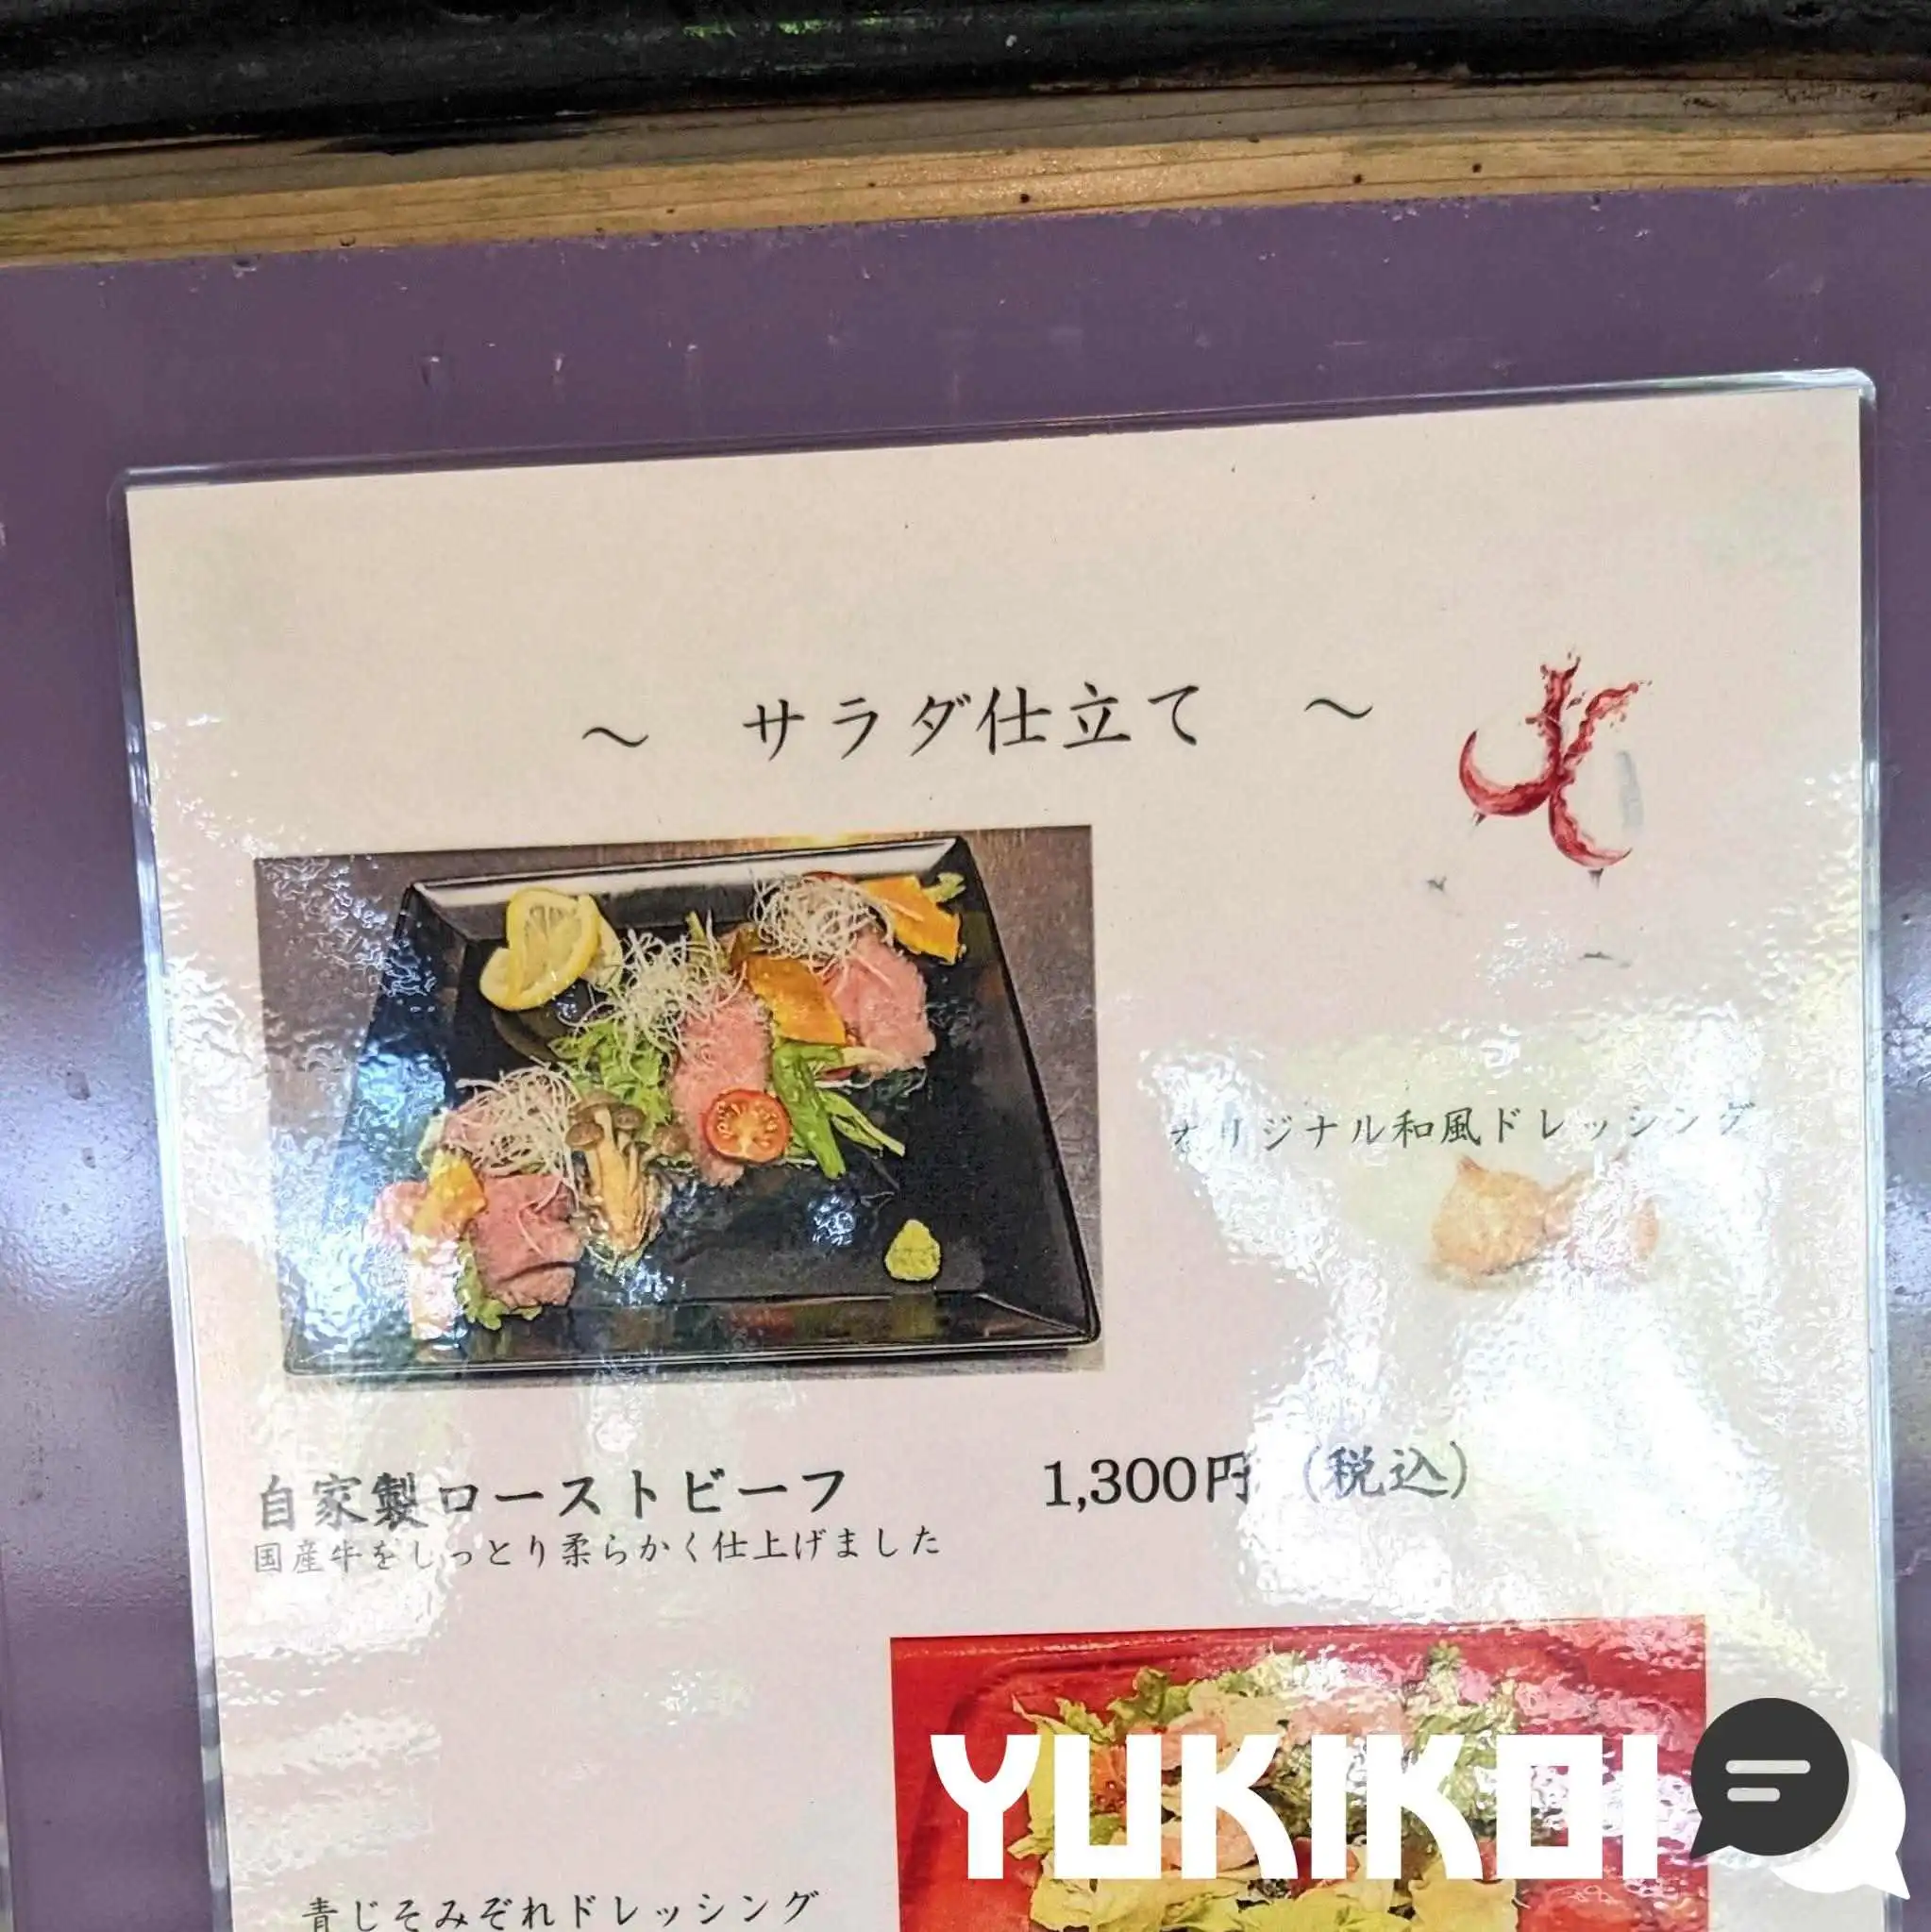 ～ サラダ仕立て ～
オリジナル和風ドレッシング
自家製ローストビーフ 1,300円（税込）
国産牛をしっとり柔らかく仕上げました
青じそみぞれドレッシング
YUKIKOI